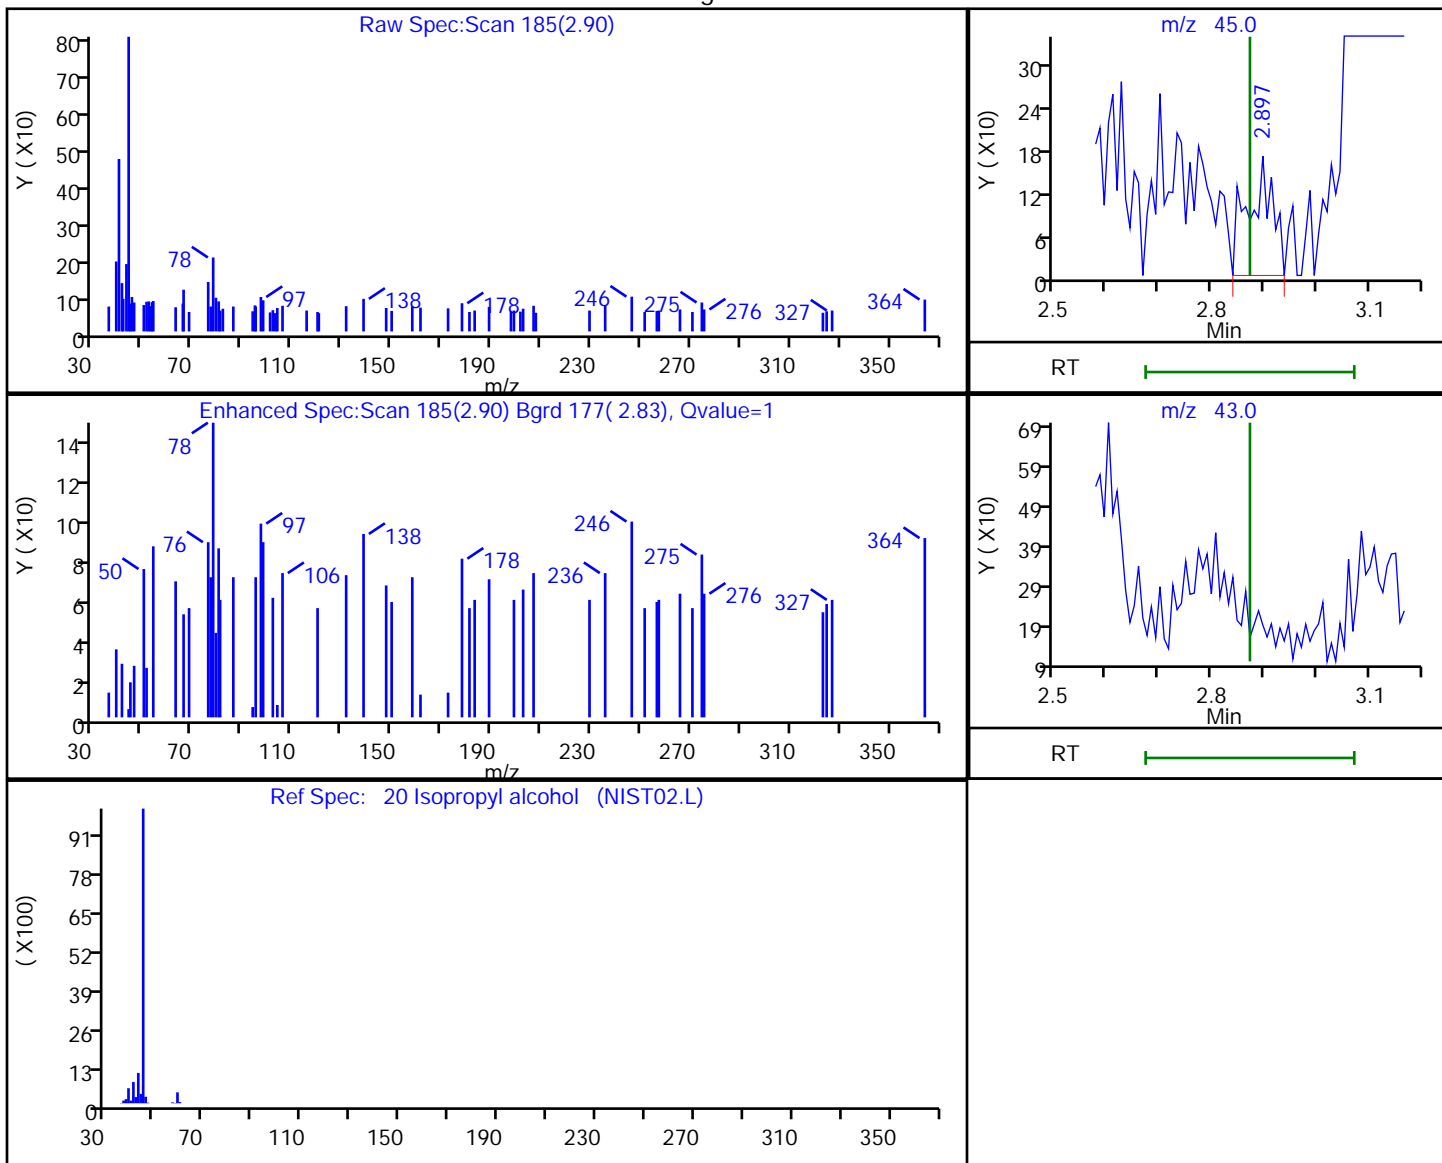 Raw Spec:Scan 185(2.90)
Y ( X10)
80
70
60
50
40
30
20
10
0
78
97
138
178
246
275
276
327
364
30 70 110 150 190 230 270 310 350
m/z
m/z 45.0
Y ( X10)
30
24
18
12
6
0
2.897
2.5 2.8 3.1
Min
RT
Enhanced Spec:Scan 185(2.90) Bgrd 177( 2.83), Qvalue=1
Y ( X10)
14
12
10
8
6
4
2
0
50
76
78
97
106
138
178
236
246
275
276
327
364
30 70 110 150 190 230 270 310 350
m/z
m/z 43.0
Y ( X10)
69
59
49
39
29
19
9
2.5 2.8 3.1
Min
RT
Ref Spec: 20 Isopropyl alcohol (NIST02.L)
( X100)
91
78
65
52
39
26
13
0
30 70 110 150 190 230 270 310 350